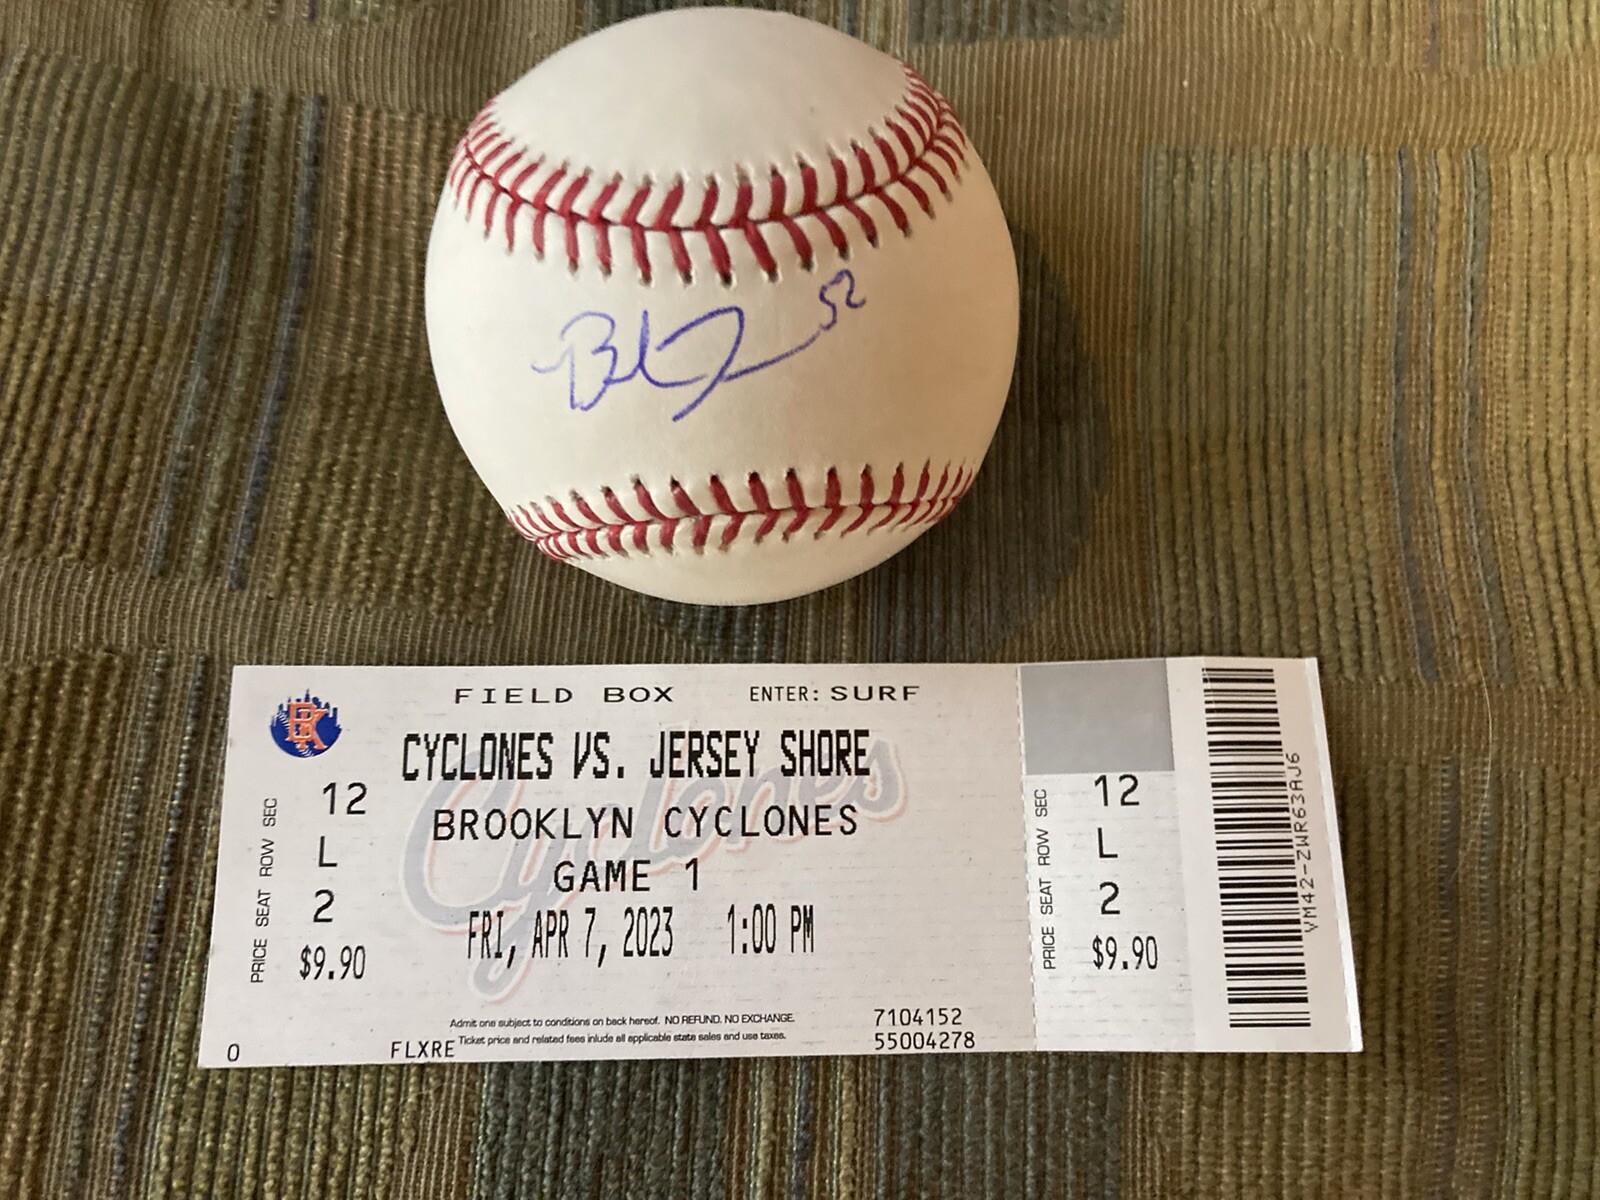 52
FIELD BOX ENTER: SURF
BK
CYCLONES VS. JERSEY SHORE
BROOKLYN CYCLONES
GAME 1
FRI, APR 7, 2023 1:00 PM
Cyclones
SEC 12
ROW L
SEAT 2
PRICE $9.90
Admit one subject to conditions on back hereof. NO REFUND. NO EXCHANGE.
Ticket price and related fees inlude all applicable state sales and use taxes.
0 FLXRE
7104152
55004278
SEC 12
ROW L
SEAT 2
PRICE $9.90
VM42-ZWR63AJ6